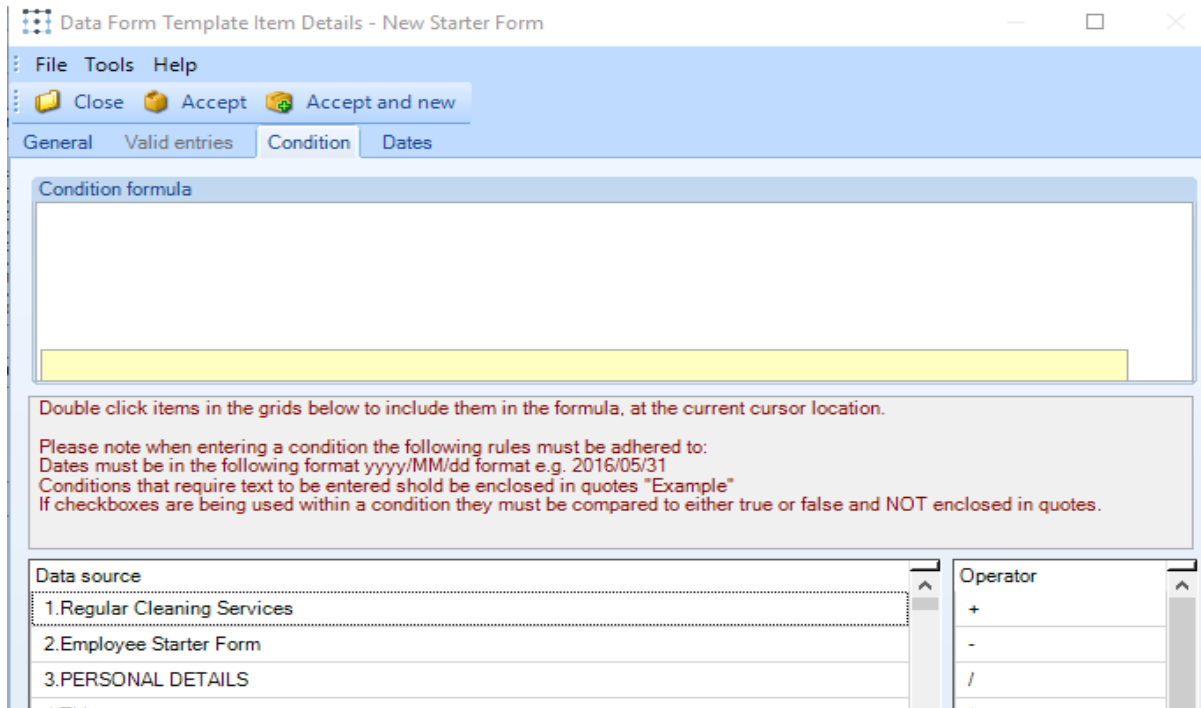 Data Form Template Item Details - New Starter Form
File Tools Help
Close Accept Accept and new
General Valid entries Condition Dates
Condition formula
Double click items in the grids below to include them in the formula, at the current cursor location.
Please note when entering a condition the following rules must be adhered to:
Dates must be in the following format yyyy/MM/dd format e.g. 2016/05/31
Conditions that require text to be entered shold be enclosed in quotes "Example"
If checkboxes are being used within a condition they must be compared to either true or false and NOT enclosed in quotes.
Data source Operator
1.Regular Cleaning Services +
2.Employee Starter Form -
3.PERSONAL DETAILS /